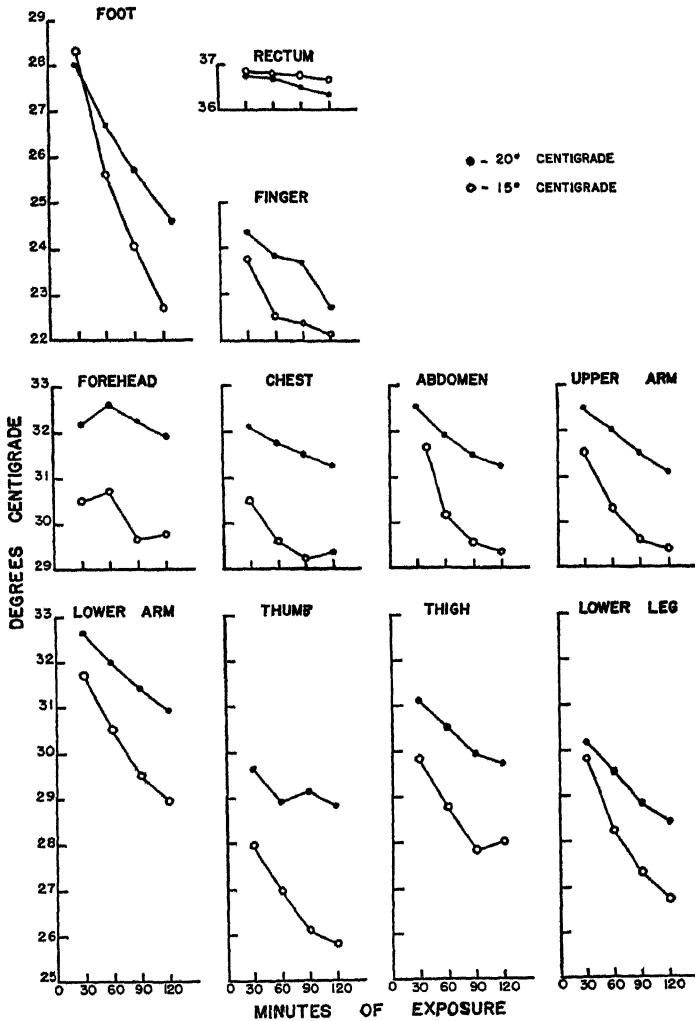 FOOT
29
28
27
26
25
24
23
22
RECTUM
37
36
● - 20° CENTIGRADE
○ - 15° CENTIGRADE
FINGER
DEGREES CENTIGRADE
FOREHEAD
33
32
31
30
29
CHEST
ABDOMEN
UPPER ARM
LOWER ARM
33
32
31
30
29
28
27
26
25
THUMB
THIGH
LOWER LEG
0 30 60 90 120
0 30 60 90 120
0 30 60 90 120
0 30 60 90 120
MINUTES OF EXPOSURE